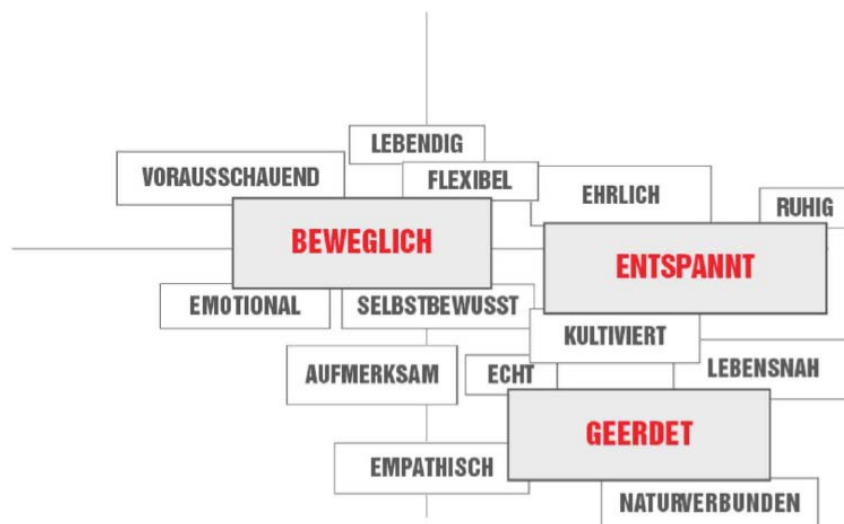 LEBENDIG
VORAUSSCHAUEND
FLEXIBEL
EHRLICH
RUHIG
BEWEGLICH
ENTSPANNT
EMOTIONAL
SELBSTBEWUSST
KULTIVIERT
AUFMERKSAM
ECHT
LEBENSNAH
GEERDET
EMPATHISCH
NATURVERBUNDEN